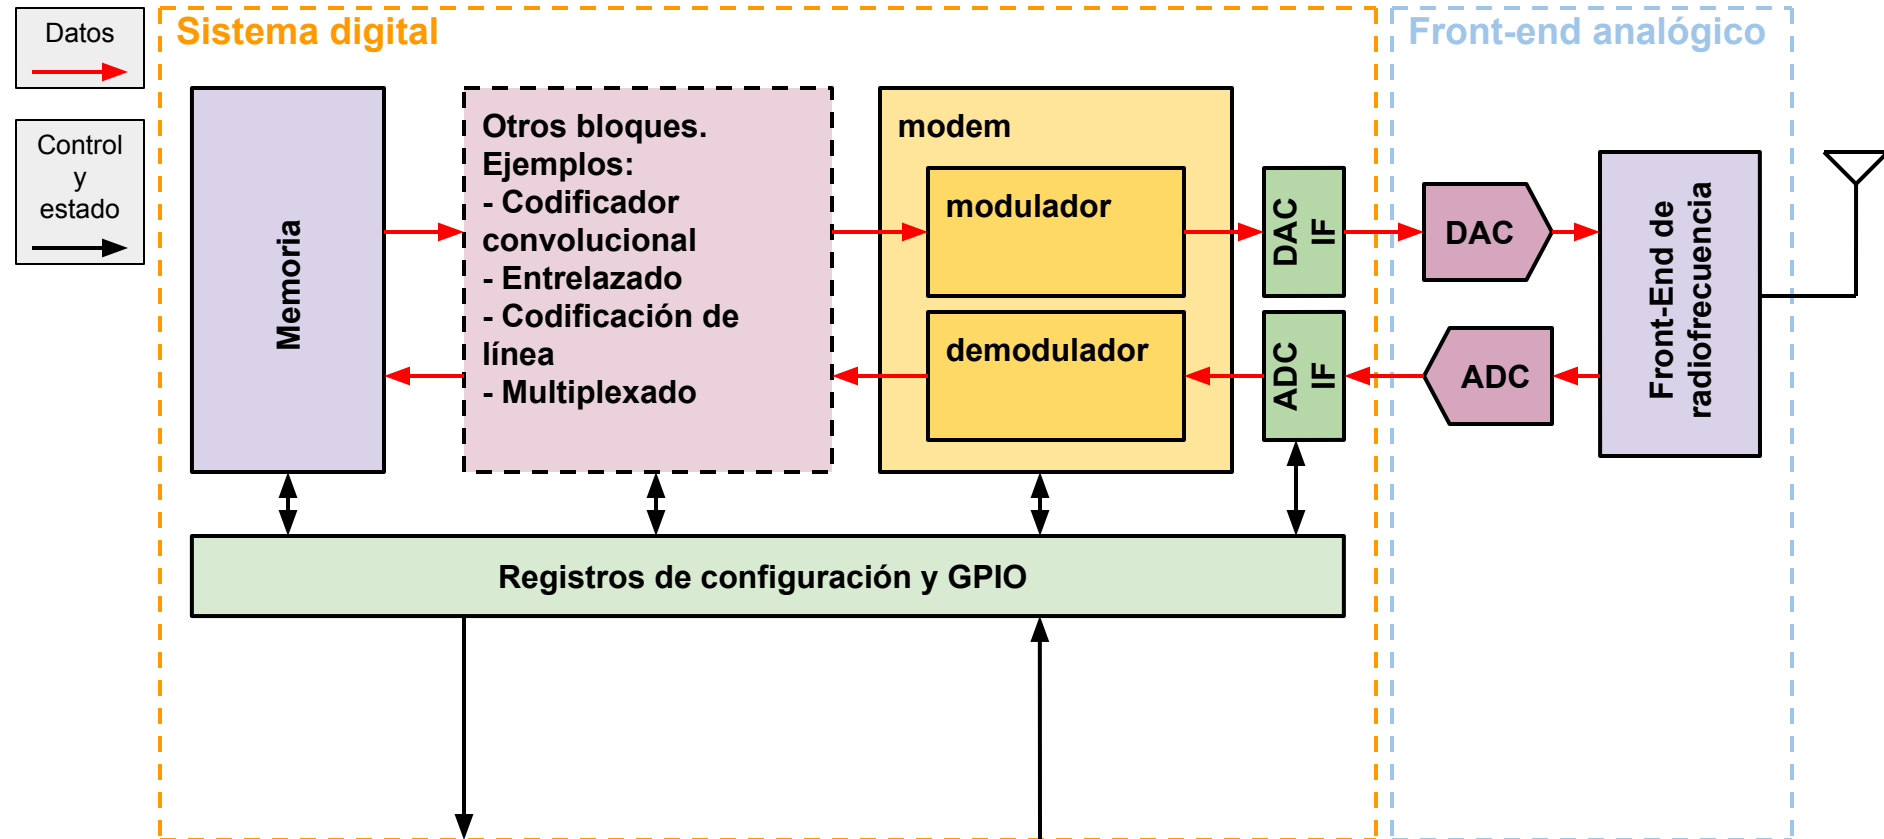 Datos
Control
y
estado
Sistema digital
Front-end analógico
Memoria
Otros bloques.
Ejemplos:
- Codificador
convolucional
- Entrelazado
- Codificación de
línea
- Multiplexado
modem
modulador
demodulador
DAC
IF
ADC
IF
DAC
ADC
Front-End de
radiofrecuencia
Registros de configuración y GPIO